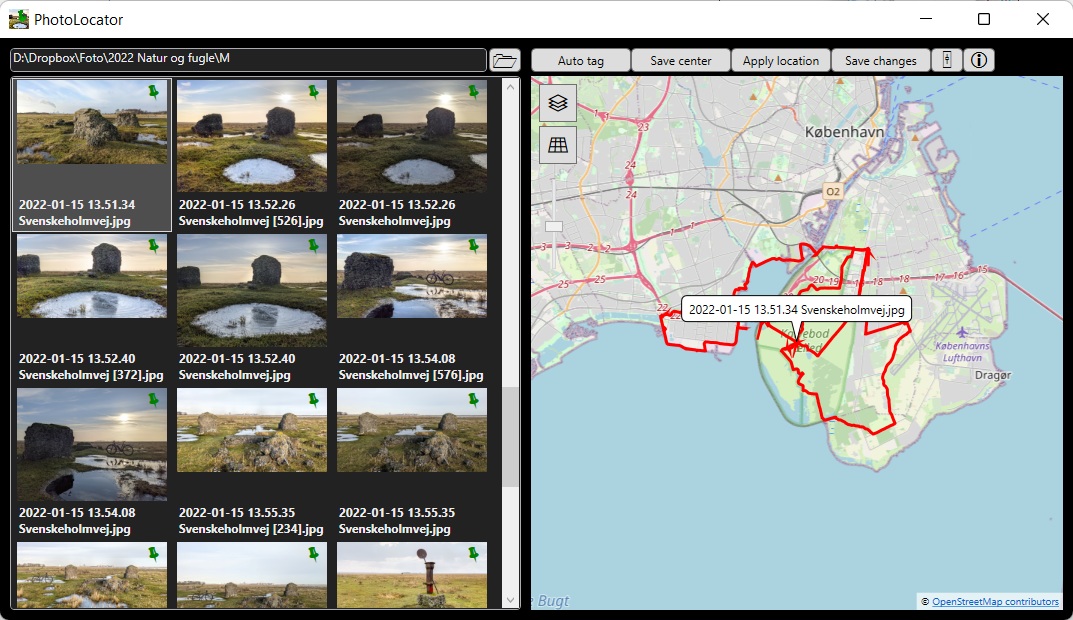 PhotoLocator
D:\Dropbox\Foto\2022 Natur og fugle\M
Auto tag
Save center
Apply location
Save changes
2022-01-15 13.51.34
Svenskeholmvej.jpg
2022-01-15 13.52.26
Svenskeholmvej [526].jpg
2022-01-15 13.52.26
Svenskeholmvej.jpg
2022-01-15 13.52.40
Svenskeholmvej [372].jpg
2022-01-15 13.52.40
Svenskeholmvej.jpg
2022-01-15 13.54.08
Svenskeholmvej [576].jpg
2022-01-15 13.54.08
Svenskeholmvej.jpg
2022-01-15 13.55.35
Svenskeholmvej [234].jpg
2022-01-15 13.55.35
Svenskeholmvej.jpg
København
O2
1
23
24
24
3
3
2
2
25
25
22
22
20-19
18
18
17
16
15
2022-01-15 13.51.34 Svenskeholmvej.jpg
Københavns
Lufthavn
Dragør
Bugt
© OpenStreetMap contributors